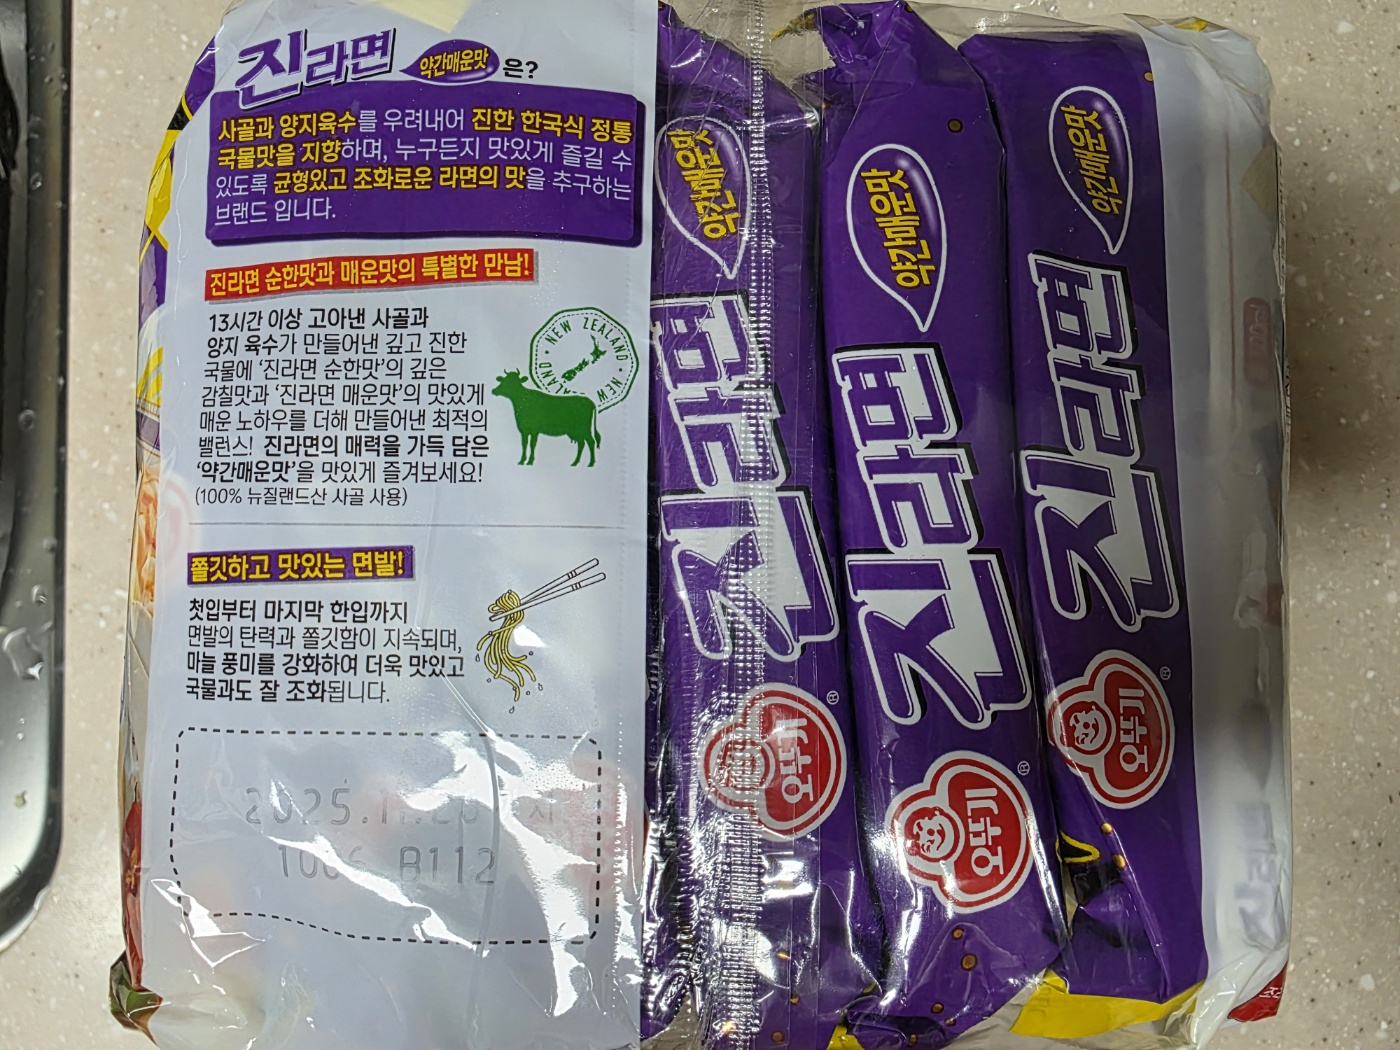 진라면 약간매운맛 은?
사골과 양지육수를 우려내어 진한 한국식 정통
국물맛을 지향하며, 누구든지 맛있게 즐길 수
있도록 균형있고 조화로운 라면의 맛을 추구하는
브랜드 입니다.
진라면 순한맛과 매운맛의 특별한 만남!
13시간 이상 고아낸 사골과
양지 육수가 만들어낸 깊고 진한
국물에 ‘진라면 순한맛’의 깊은
감칠맛과 ‘진라면 매운맛’의 맛있게
매운 노하우를 더해 만들어낸 최적의
밸런스! 진라면의 매력을 가득 담은
‘약간매운맛’을 맛있게 즐겨보세요!
(100% 뉴질랜드산 사골 사용)
NEW ZEALAND · NEW
쫄깃하고 맛있는 면발!
첫입부터 마지막 한입까지
면발의 탄력과 쫄깃함이 지속되며,
마늘 풍미를 강화하여 더욱 맛있고
국물과도 잘 조화됩니다.
B112
진라면 약간매운맛
오뚜기 ®
진라면 약간매운맛
오뚜기 ®
진라면 약간매운맛
오뚜기 ®